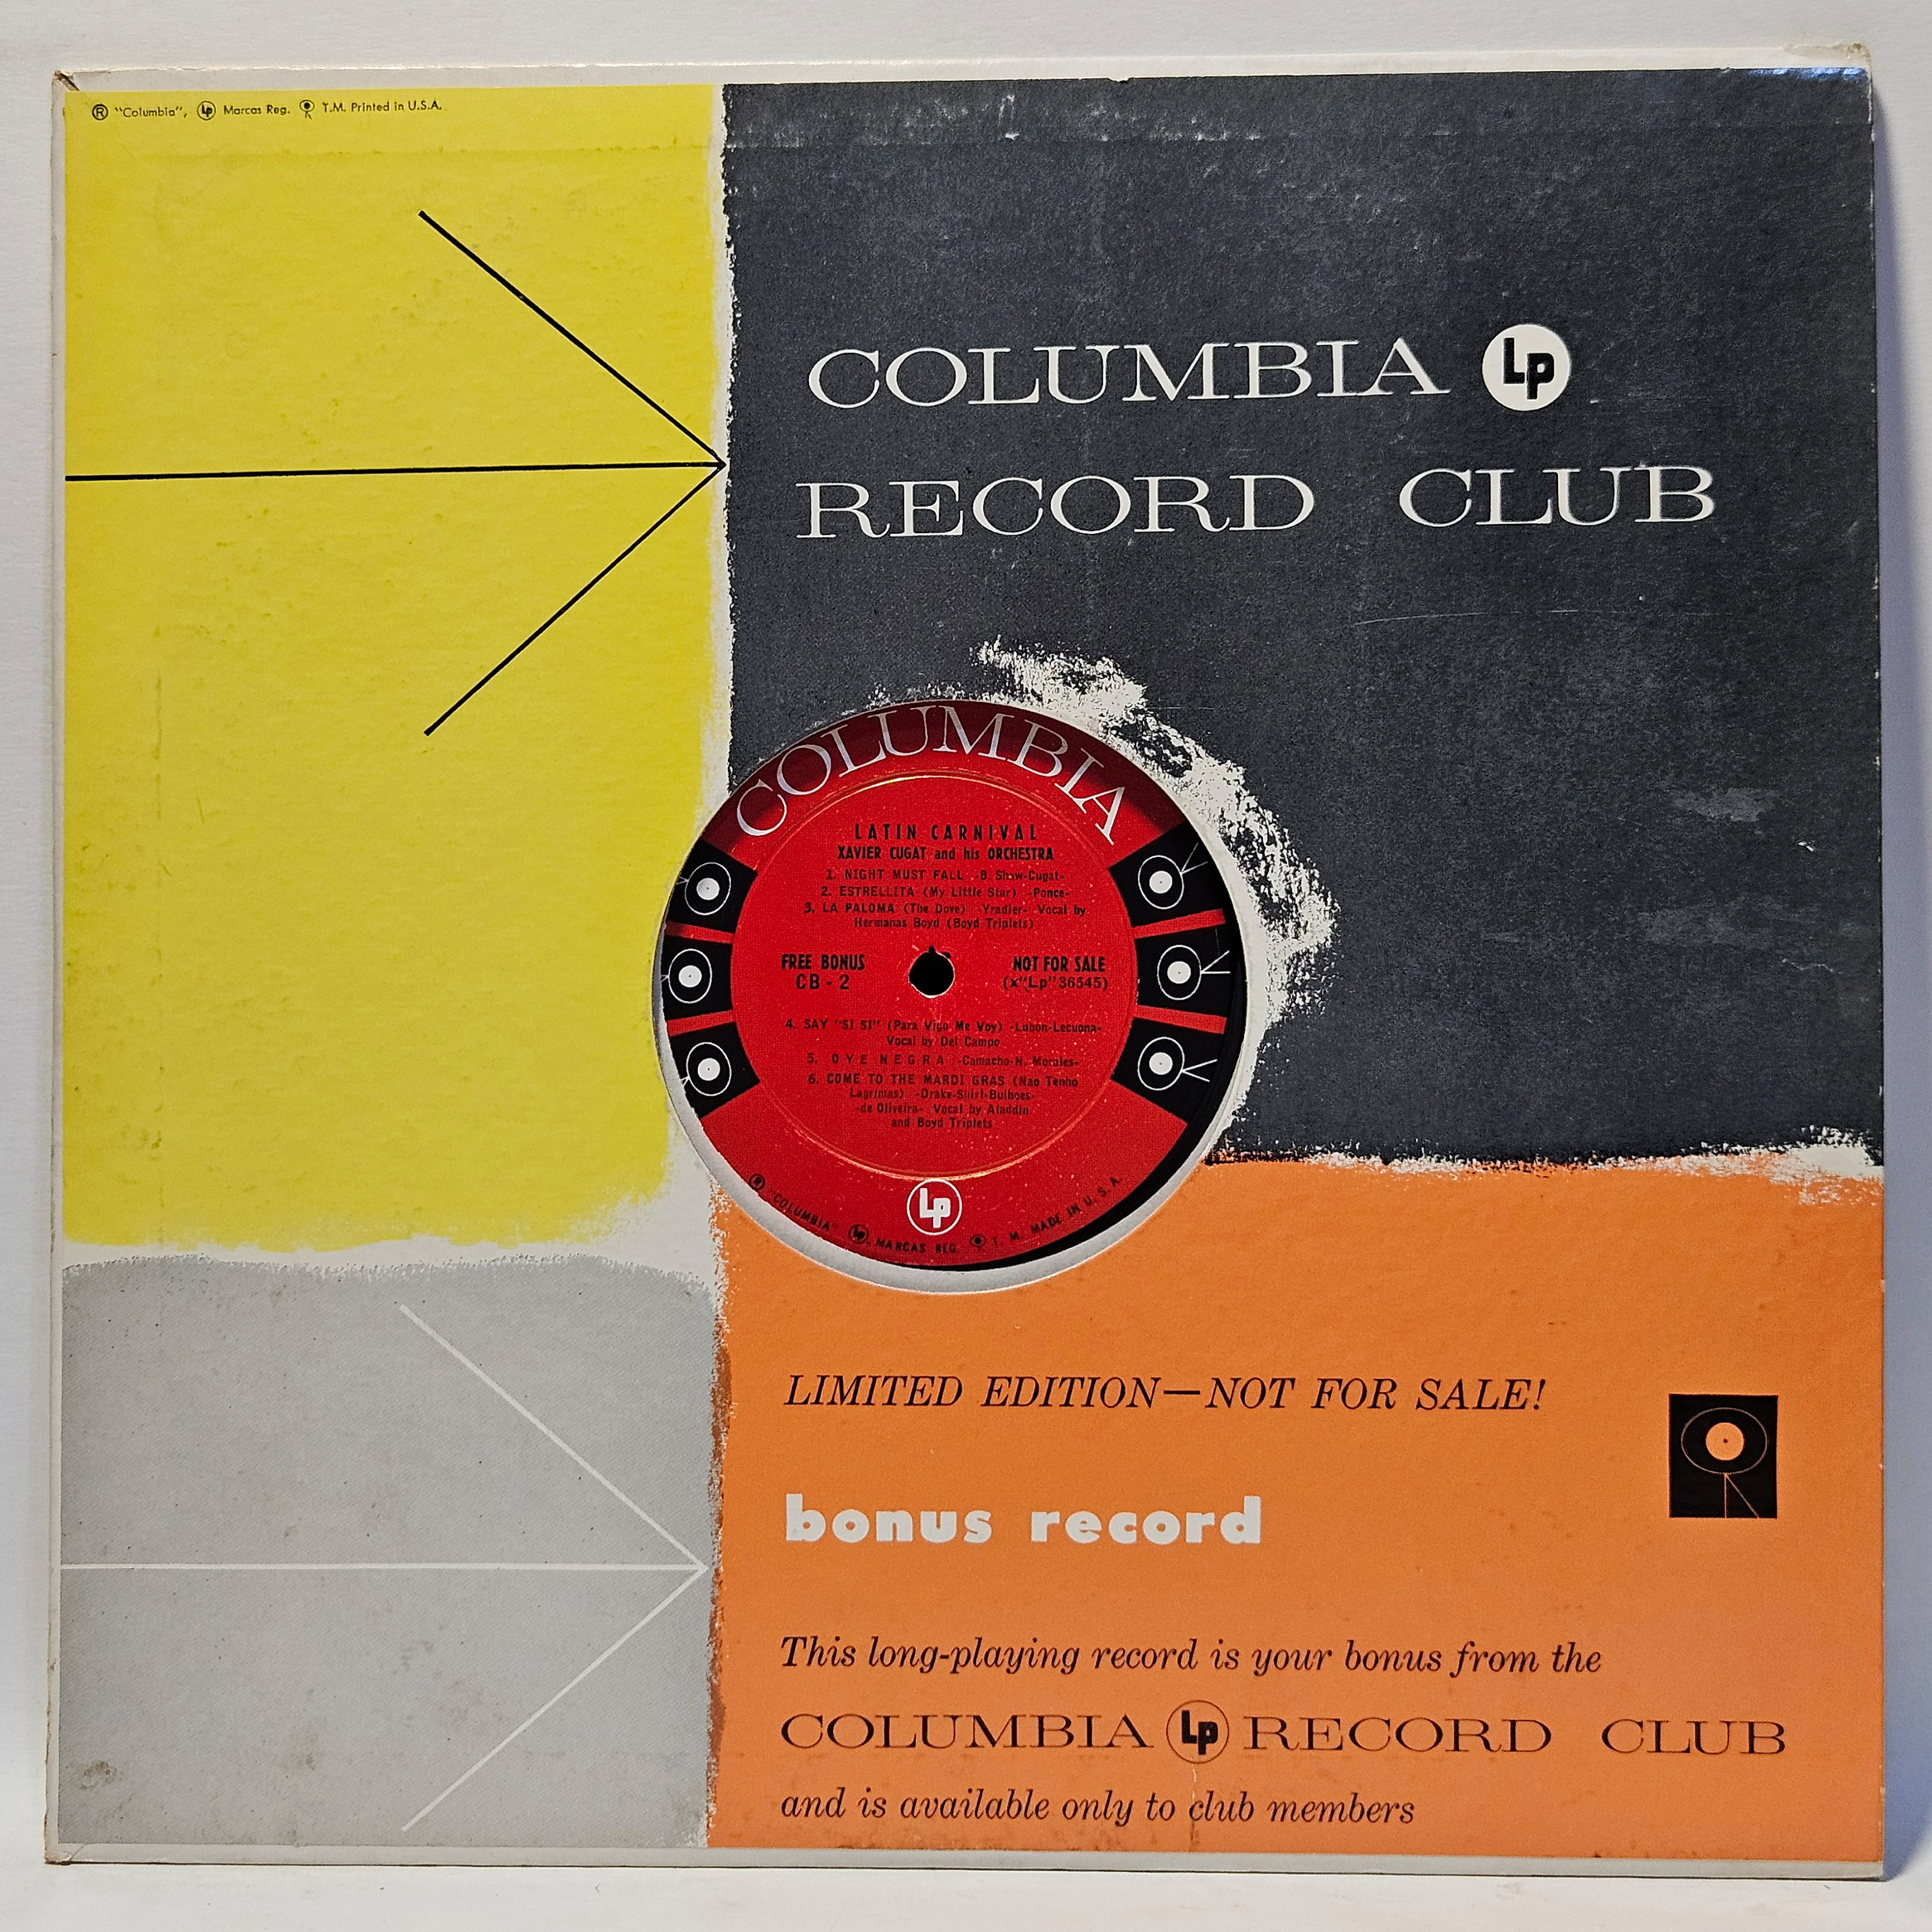 Ⓡ "Columbia", Lp Marcas Reg. T.M. Printed in U.S.A.
COLUMBIA Lp
RECORD CLUB
COLUMBIA
LATIN CARNIVAL
XAVIER CUGAT and his ORCHESTRA
1. NIGHT MUST FALL -B. Shaw-Cugat-
2. ESTRELLITA (My Little Star) -Ponce-
3. LA PALOMA (The Dove) -Yradier- Vocal by
Hermanas Boyd (Boyd Triplets)
FREE BONUS
CB - 2
NOT FOR SALE
(x"Lp"36545)
4. SAY "SI SI" (Para Vigo Me Voy) -Luban-Lecuona-
Vocal by Del Campo
5. OYE NEGRA -Camacho-N. Morales-
6. COME TO THE MARDI GRAS (Nao Tenho
Lagrimas) -Drake-Shirl-Bulhoes-
-de Oliveira- Vocal by Aladdin
and Boyd Triplets
Lp
Ⓡ "COLUMBIA" Lp MARCAS REG. T. M. MADE IN U. S. A.
LIMITED EDITION—NOT FOR SALE!
bonus record
This long-playing record is your bonus from the
COLUMBIA Lp RECORD CLUB
and is available only to club members